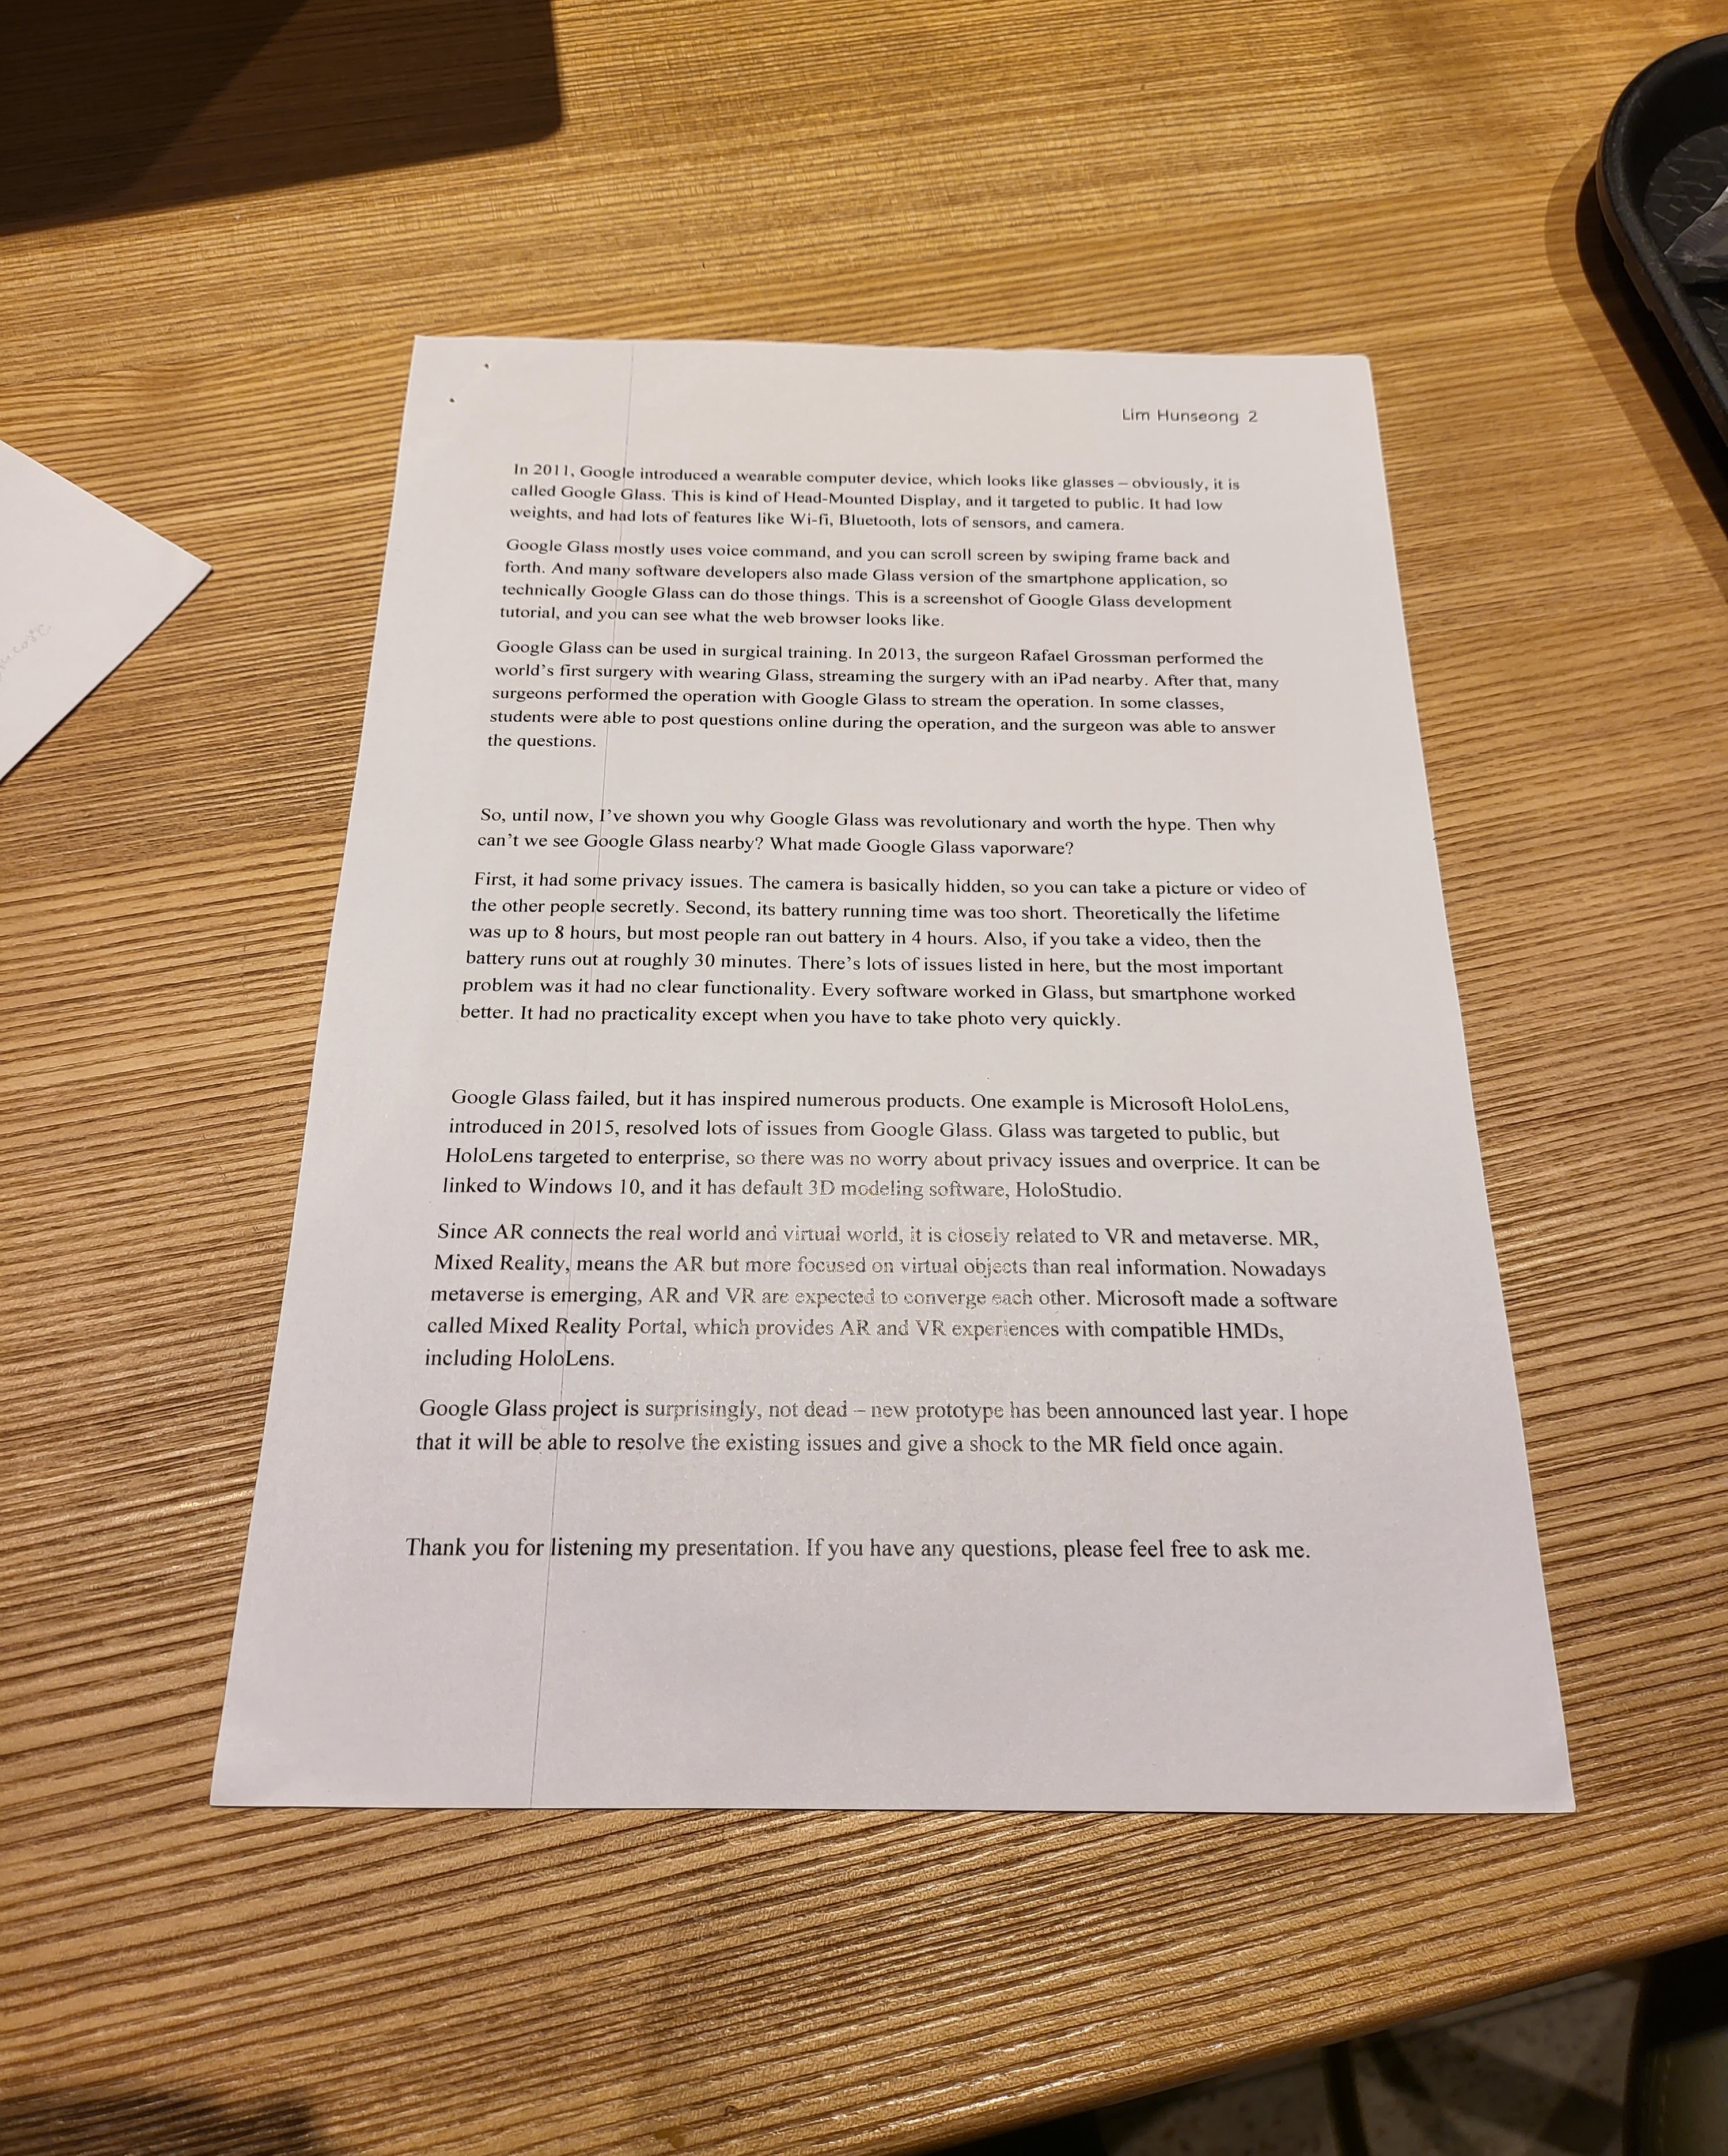 Lim Hunseong 2
In 2011, Google introduced a wearable computer device, which looks like glasses – obviously, it is
called Google Glass. This is kind of Head-Mounted Display, and it targeted to public. It had low
weights, and had lots of features like Wi-fi, Bluetooth, lots of sensors, and camera.
Google Glass mostly uses voice command, and you can scroll screen by swiping frame back and
forth. And many software developers also made Glass version of the smartphone application, so
technically Google Glass can do those things. This is a screenshot of Google Glass development
tutorial, and you can see what the web browser looks like.
Google Glass can be used in surgical training. In 2013, the surgeon Rafael Grossman performed the
world's first surgery with wearing Glass, streaming the surgery with an iPad nearby. After that, many
surgeons performed the operation with Google Glass to stream the operation. In some classes,
students were able to post questions online during the operation, and the surgeon was able to answer
the questions.
So, until now, I've shown you why Google Glass was revolutionary and worth the hype. Then why
can't we see Google Glass nearby? What made Google Glass vaporware?
First, it had some privacy issues. The camera is basically hidden, so you can take a picture or video of
the other people secretly. Second, its battery running time was too short. Theoretically the lifetime
was up to 8 hours, but most people ran out battery in 4 hours. Also, if you take a video, then the
battery runs out at roughly 30 minutes. There's lots of issues listed in here, but the most important
problem was it had no clear functionality. Every software worked in Glass, but smartphone worked
better. It had no practicality except when you have to take photo very quickly.
Google Glass failed, but it has inspired numerous products. One example is Microsoft HoloLens,
introduced in 2015, resolved lots of issues from Google Glass. Glass was targeted to public, but
HoloLens targeted to enterprise, so there was no worry about privacy issues and overprice. It can be
linked to Windows 10, and it has default 3D modeling software, HoloStudio.
Since AR connects the real world and virtual world, it is closely related to VR and metaverse. MR,
Mixed Reality, means the AR but more focused on virtual objects than real information. Nowadays
metaverse is emerging, AR and VR are expected to converge each other. Microsoft made a software
called Mixed Reality Portal, which provides AR and VR experiences with compatible HMDs,
including HoloLens.
Google Glass project is surprisingly, not dead – new prototype has been announced last year. I hope
that it will be able to resolve the existing issues and give a shock to the MR field once again.
Thank you for listening my presentation. If you have any questions, please feel free to ask me.